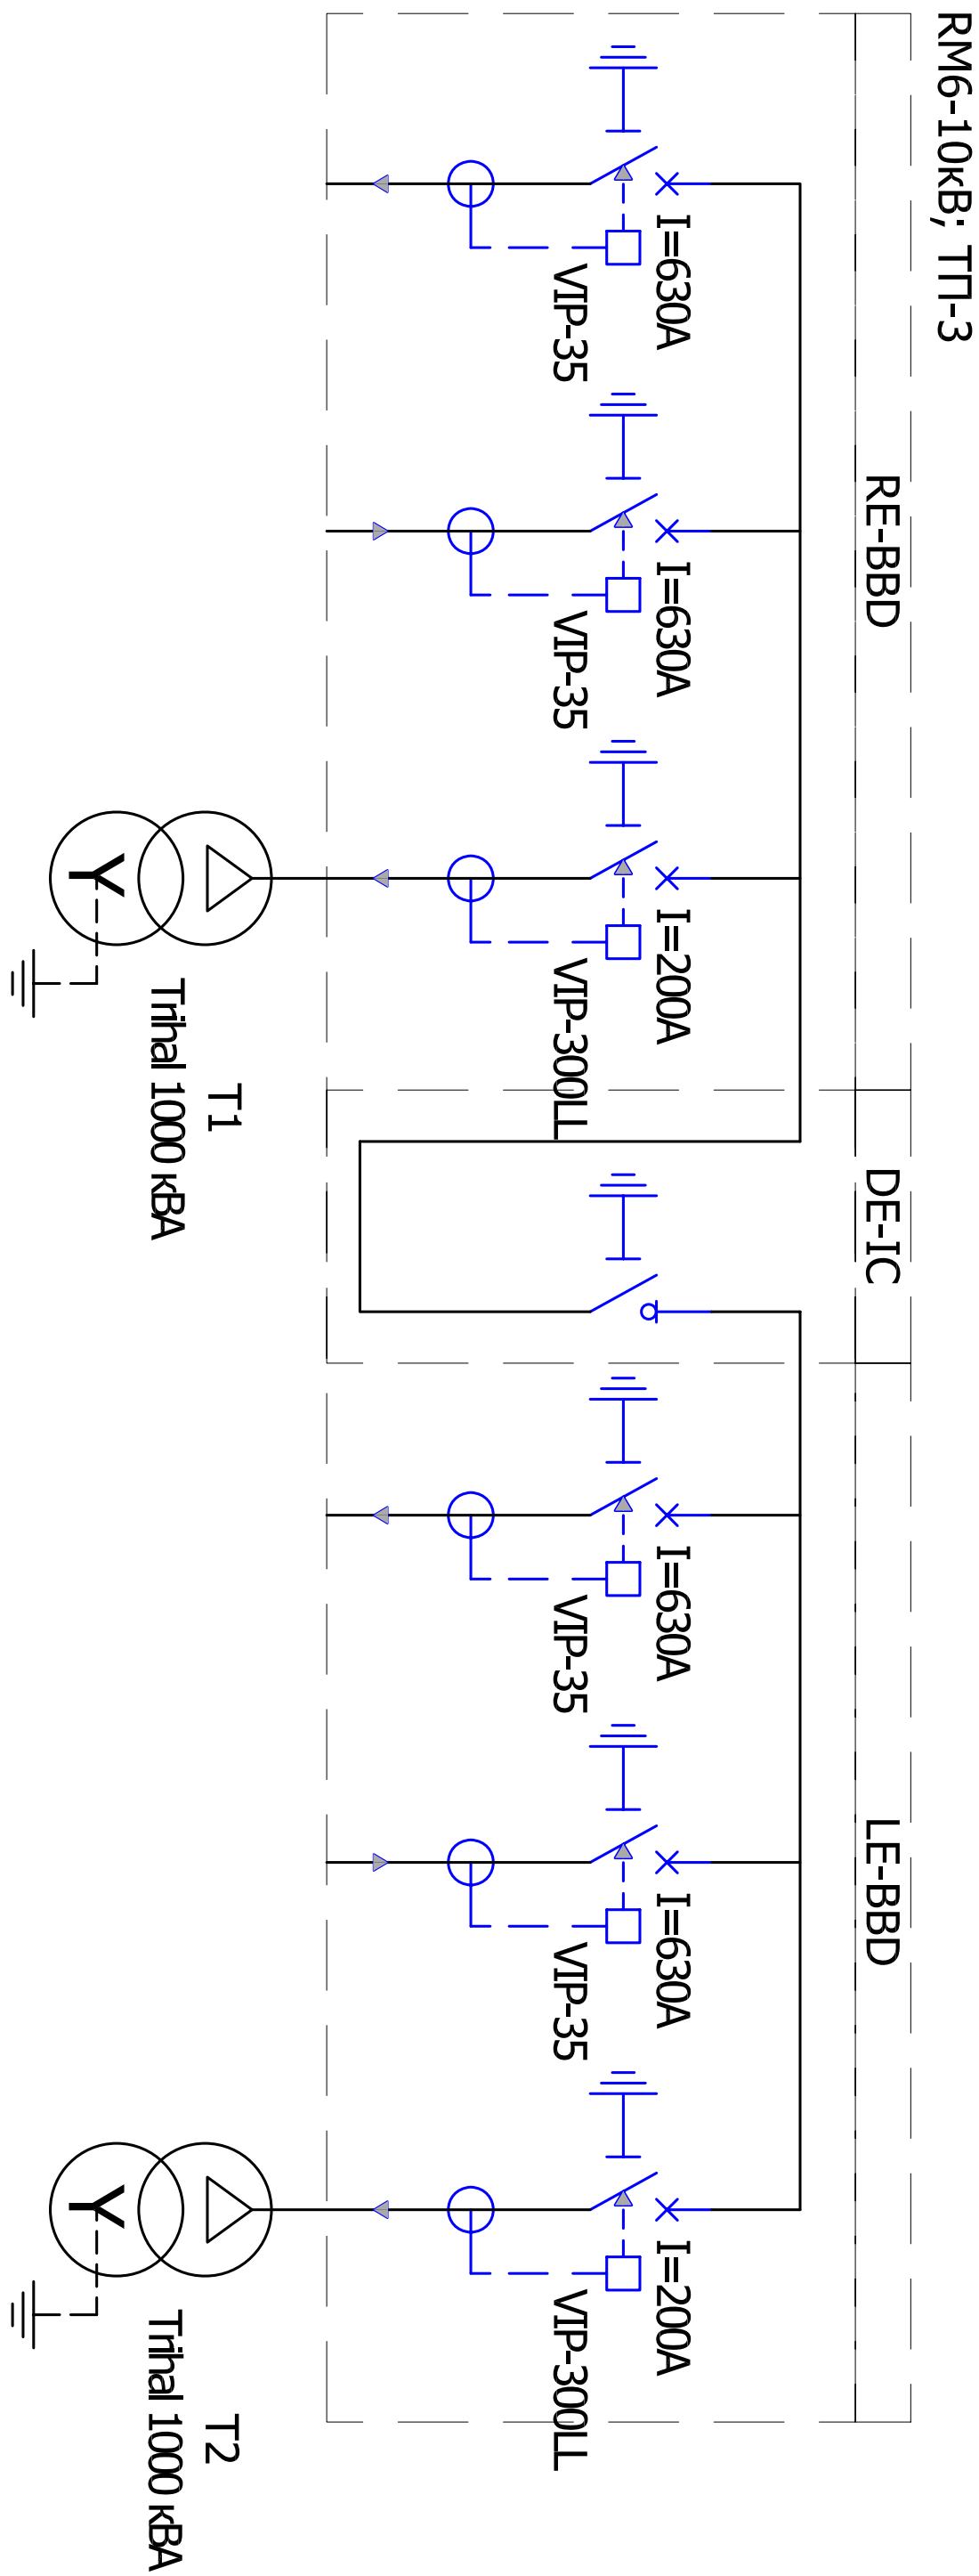 RM6-10кВ; ТП-3
RE-BBD
DE-IC
LE-BBD
I=630A
I=630A
I=200A
I=630A
I=630A
I=200A
VIP-35
VIP-35
VIP-300LL
VIP-35
VIP-35
VIP-300LL
T1
Trihal 1000 кВА
T2
Trihal 1000 кВА
Y
Y